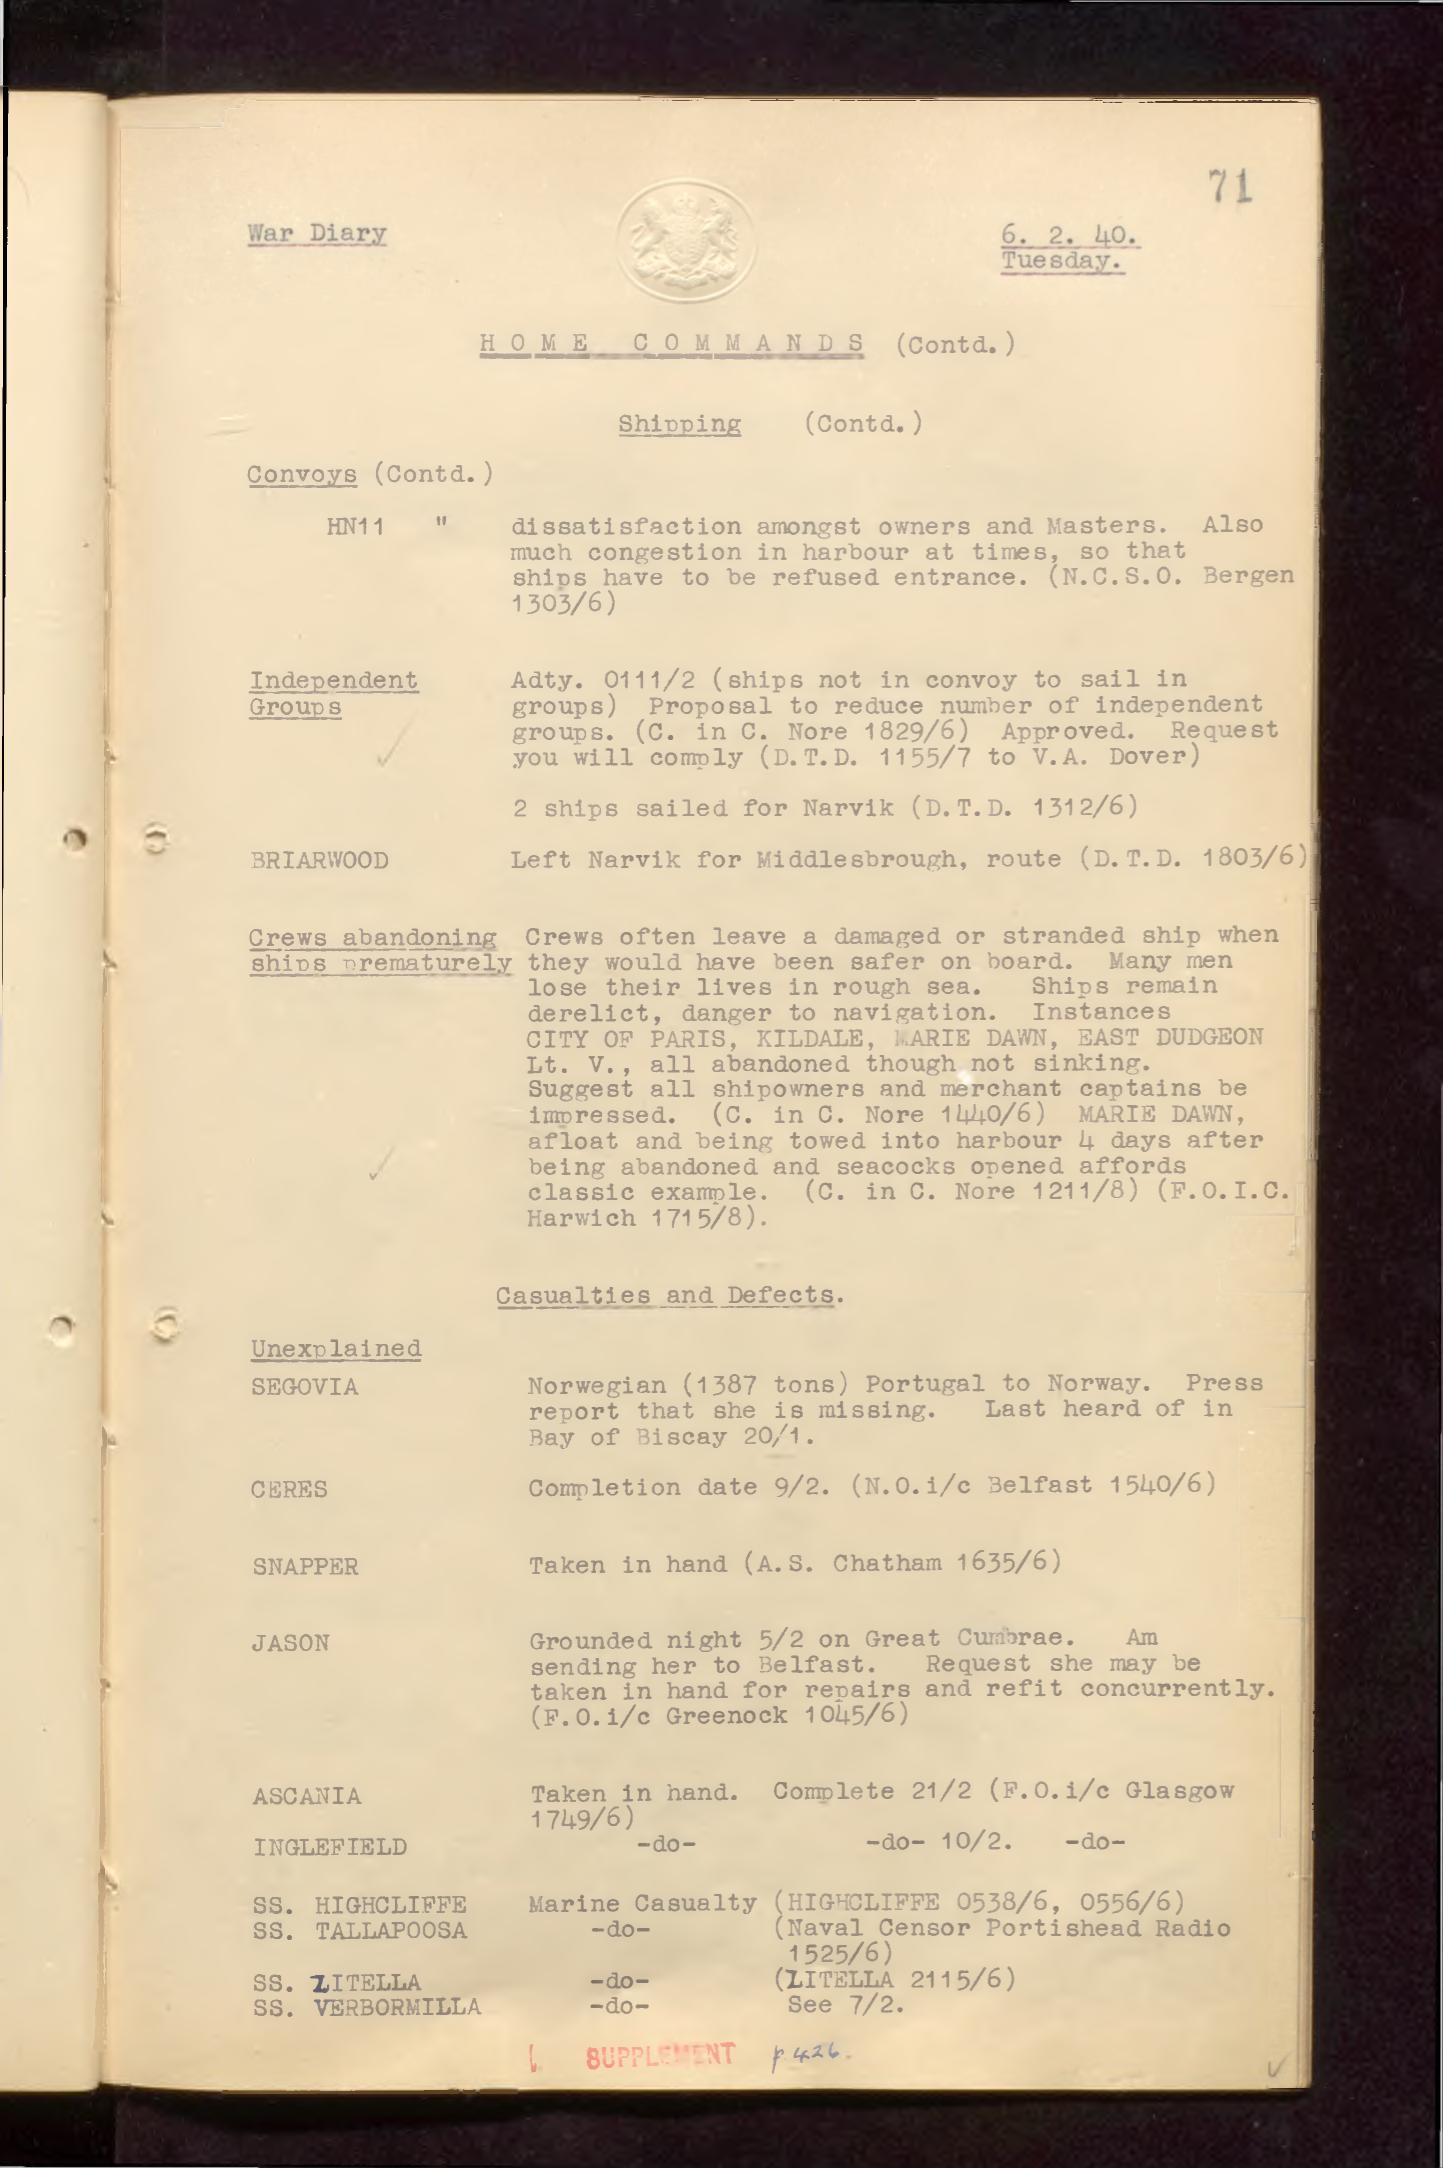 71
War Diary
6. 2. 40.
Tuesday.
HOME COMMANDS (Contd.)
Shipping (Contd.)
Convoys (Contd.)
HN11 " dissatisfaction amongst owners and Masters. Also
much congestion in harbour at times, so that
ships have to be refused entrance. (N.C.S.O. Bergen
1303/6)
Independent Adty. 0111/2 (ships not in convoy to sail in
Groups groups) Proposal to reduce number of independent
groups. (C. in C. Nore 1829/6) Approved. Request
you will comply (D.T.D. 1155/7 to V.A. Dover)
2 ships sailed for Narvik (D.T.D. 1312/6)
BRIARWOOD Left Narvik for Middlesbrough, route (D.T.D. 1803/6)
Crews abandoning Crews often leave a damaged or stranded ship when
ships prematurely they would have been safer on board. Many men
lose their lives in rough sea. Ships remain
derelict, danger to navigation. Instances
CITY OF PARIS, KILDALE, MARIE DAWN, EAST DUDGEON
Lt. V., all abandoned though not sinking.
Suggest all shipowners and merchant captains be
impressed. (C. in C. Nore 1440/6) MARIE DAWN,
afloat and being towed into harbour 4 days after
being abandoned and seacocks opened affords
classic example. (C. in C. Nore 1211/8) (F.O.I.C.
Harwich 1715/8).
Casualties and Defects.
Unexplained
SEGOVIA Norwegian (1387 tons) Portugal to Norway. Press
report that she is missing. Last heard of in
Bay of Biscay 20/1.
CERES Completion date 9/2. (N.O.i/c Belfast 1540/6)
SNAPPER Taken in hand (A.S. Chatham 1635/6)
JASON Grounded night 5/2 on Great Cumbrae. Am
sending her to Belfast. Request she may be
taken in hand for repairs and refit concurrently.
(F.O.i/c Greenock 1045/6)
ASCANIA Taken in hand. Complete 21/2 (F.O.i/c Glasgow
1749/6)
INGLEFIELD -do- -do- 10/2. -do-
SS. HIGHCLIFFE Marine Casualty (HIGHCLIFFE 0538/6, 0556/6)
SS. TALLAPOOSA -do- (Naval Censor Portishead Radio
1525/6)
SS. ZITELLA -do- (ZITELLA 2115/6)
SS. VERBORMILLA -do- See 7/2.
SUPPLEMENT p 426.